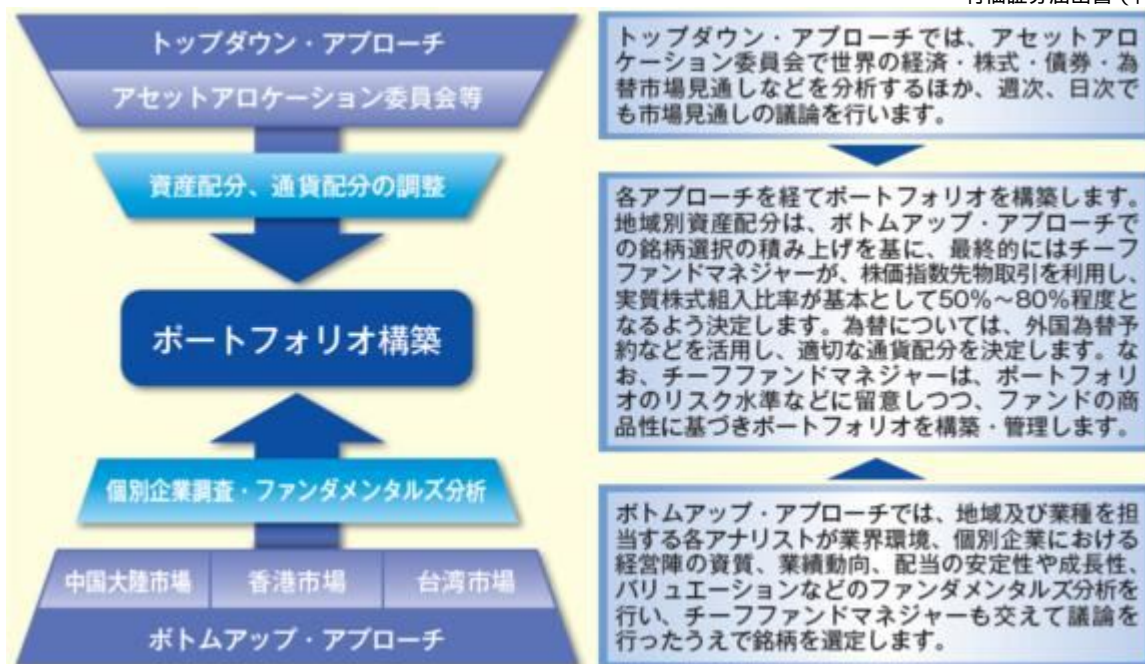 トップダウン・アプローチ
アセットアロケーション委員会等
資産配分、通貨配分の調整
ポートフォリオ構築
個別企業調査・ファンダメンタルズ分析
中国大陸市場
香港市場
台湾市場
ボトムアップ・アプローチ
トップダウン・アプローチでは、アセットアロ
ケーション委員会で世界の経済・株式・債券・為
替市場見通しなどを分析するほか、週次、日次で
も市場見通しの議論を行います。
各アプローチを経てポートフォリオを構築します。
地域別資産配分は、ボトムアップ・アプローチで
の銘柄選択の積み上げを基に、最終的にはチーフ
ファンドマネジャーが、株価指数先物取引を利用し、
実質株式組入比率が基本として50%～80%程度と
なるよう決定します。為替については、外国為替予
約などを活用し、適切な通貨配分を決定します。な
お、チーフファンドマネジャーは、ポートフォリ
オのリスク水準などに留意しつつ、ファンドの商
品性に基づきポートフォリオを構築・管理します。
ボトムアップ・アプローチでは、地域及び業種を担
当する各アナリストが業界環境、個別企業における
経営陣の資質、業績動向、配当の安定性や成長性、
バリュエーションなどのファンダメンタルズ分析を
行い、チーフファンドマネジャーも交えて議論を
行ったうえで銘柄を選定します。